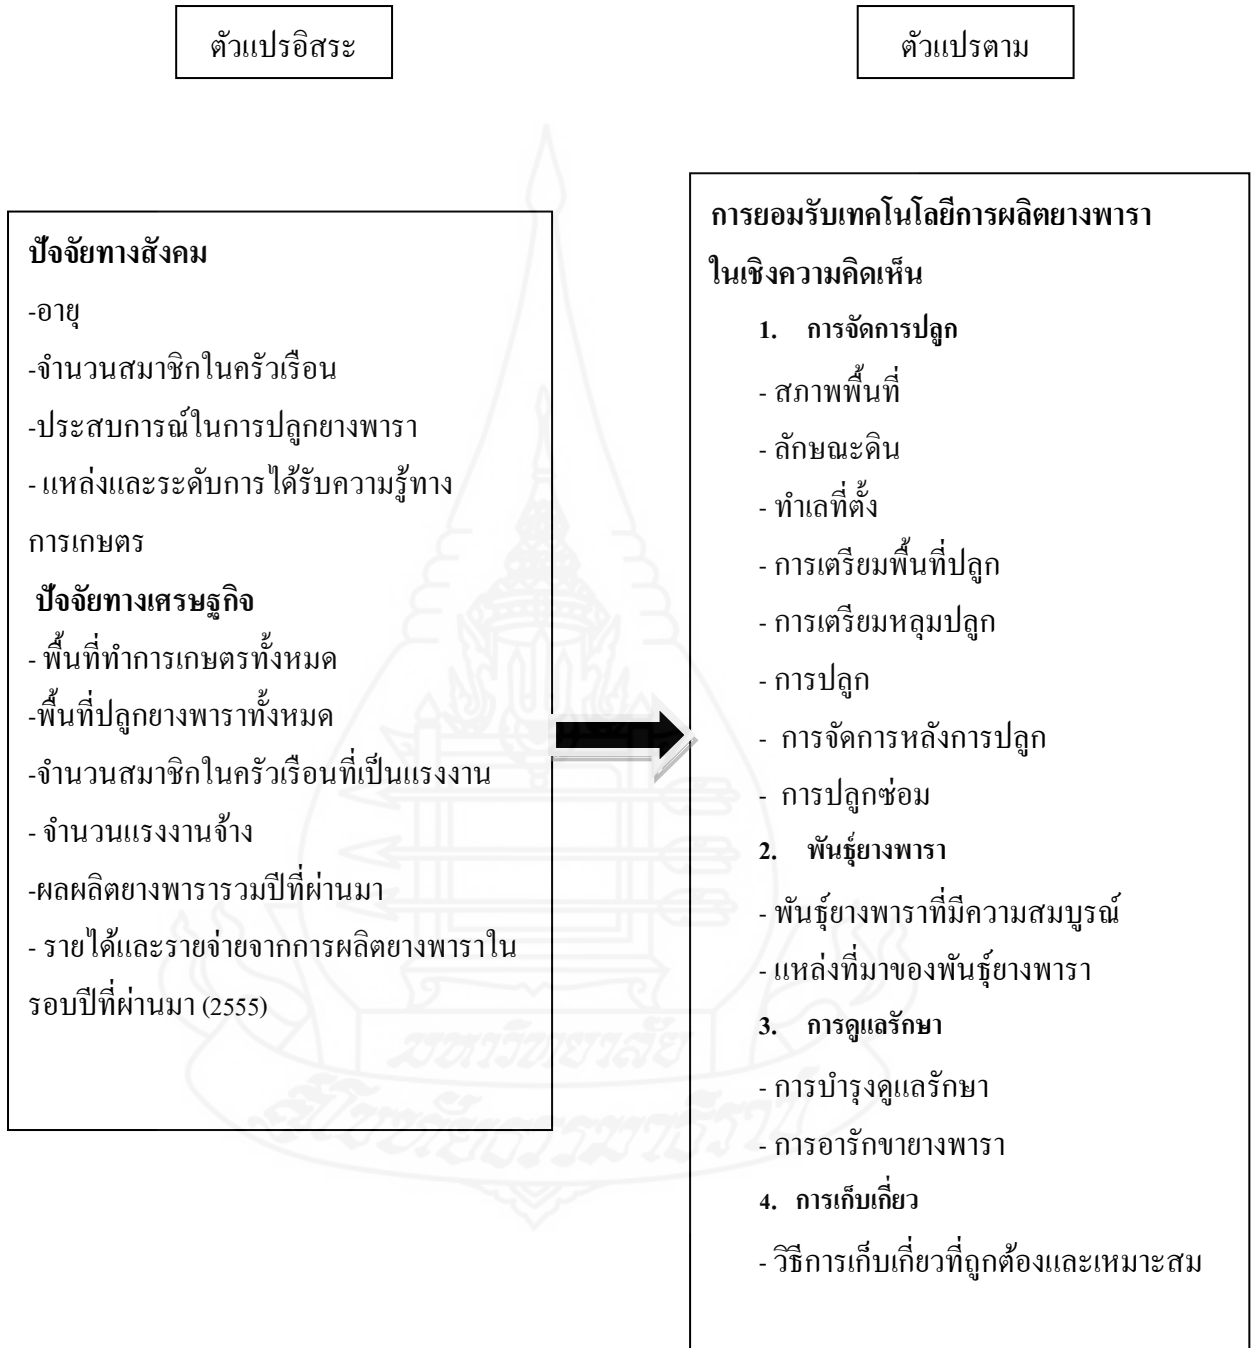 ตัวแปรอิสระ
ตัวแปรตาม
ปัจจัยทางสังคม
-อายุ
-จำนวนสมาชิกในครัวเรือน
-ประสบการณ์ในการปลูกยางพารา
- แหล่งและระดับการได้รับความรู้ทาง
การเกษตร
ปัจจัยทางเศรษฐกิจ
- พื้นที่ทำการเกษตรทั้งหมด
-พื้นที่ปลูกยางพาราทั้งหมด
-จำนวนสมาชิกในครัวเรือนที่เป็นแรงงาน
- จำนวนแรงงานจ้าง
-ผลผลิตยางพารารวมปีที่ผ่านมา
- รายได้และรายจ่ายจากการผลิตยางพาราใน
รอบปีที่ผ่านมา (2555)
การยอมรับเทคโนโลยีการผลิตยางพารา
ในเชิงความคิดเห็น
1. การจัดการปลูก
- สภาพพื้นที่
- ลักษณะดิน
- ทำเลที่ตั้ง
- การเตรียมพื้นที่ปลูก
- การเตรียมหลุมปลูก
- การปลูก
- การจัดการหลังการปลูก
- การปลูกซ่อม
2. พันธุ์ยางพารา
- พันธุ์ยางพาราที่มีความสมบูรณ์
- แหล่งที่มาของพันธุ์ยางพารา
3. การดูแลรักษา
- การบำรุงดูแลรักษา
- การอารักขายางพารา
4. การเก็บเกี่ยว
- วิธีการเก็บเกี่ยวที่ถูกต้องและเหมาะสม
มหาวิทยาลัย
สุโขทัยธรรมาธิราช